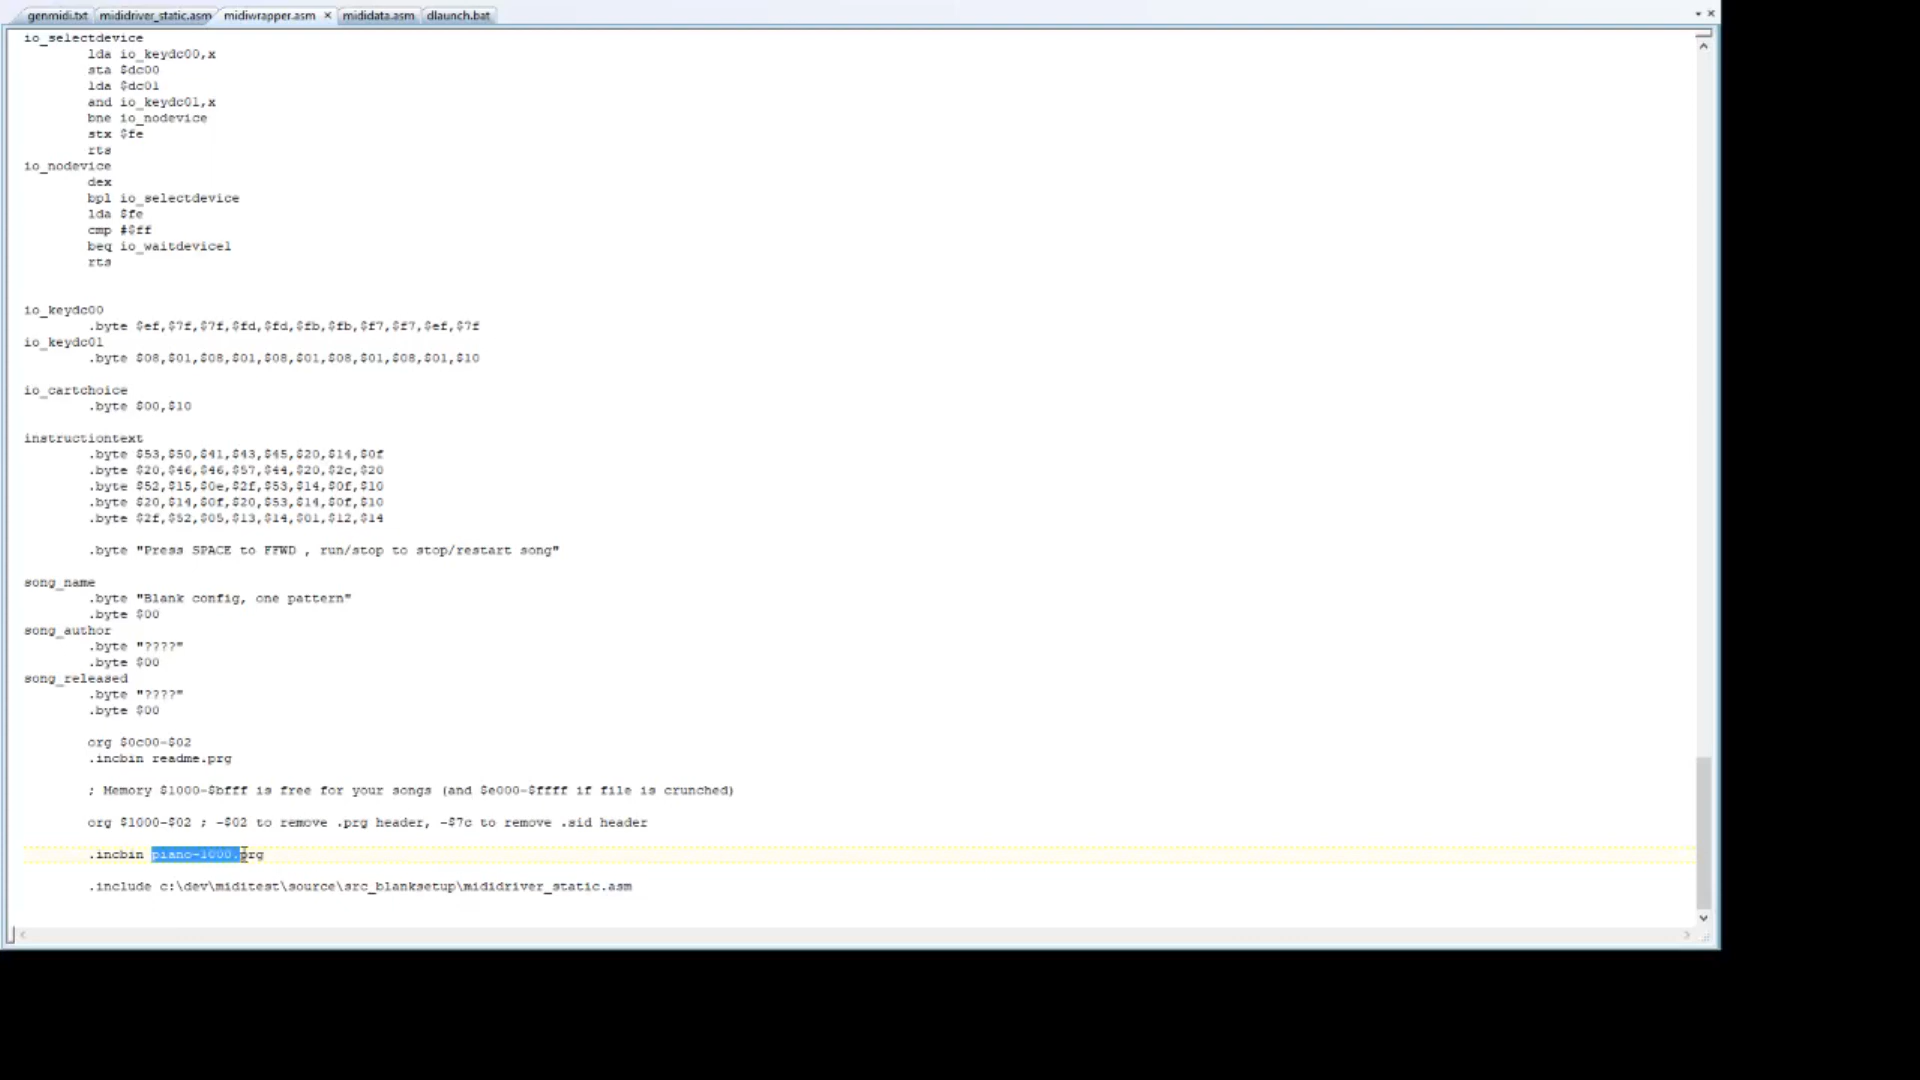 genmidi.txt mididriver_static.asm midiwrapper.asm mididata.asm dlaunch.bat
io_selectdevice
lda io_keydc00,x
sta $dc00
lda $dc01
and io_keydc01,x
bne io_nodevice
stx $fe
rts
io_nodevice
dex
bpl io_selectdevice
lda $fe
cmp #$ff
beq io_waitdevice1
rts
io_keydc00
.byte $ef,$7f,$7f,$fd,$fd,$fb,$fb,$f7,$f7,$ef,$7f
io_keydc01
.byte $08,$01,$08,$01,$08,$01,$08,$01,$08,$01,$10
io_cartchoice
.byte $00,$10
instructiontext
.byte $53,$50,$41,$43,$45,$20,$14,$0f
.byte $20,$46,$46,$57,$44,$20,$2c,$20
.byte $52,$15,$0e,$2f,$53,$14,$0f,$10
.byte $20,$14,$0f,$20,$53,$14,$0f,$10
.byte $2f,$52,$05,$13,$14,$01,$12,$14
.byte "Press SPACE to FFWD , run/stop to stop/restart song"
song_name
.byte "Blank config, one pattern"
.byte $00
song_author
.byte "????"
.byte $00
song_released
.byte "????"
.byte $00
org $0c00-$02
.incbin readme.prg
; Memory $1000-$bfff is free for your songs (and $e000-$ffff if file is crunched)
org $1000-$02 ; -$02 to remove .prg header, -$7c to remove .sid header
.incbin piano-1000.prg
.include c:\dev\miditest\source\src_blanksetup\mididriver_static.asm